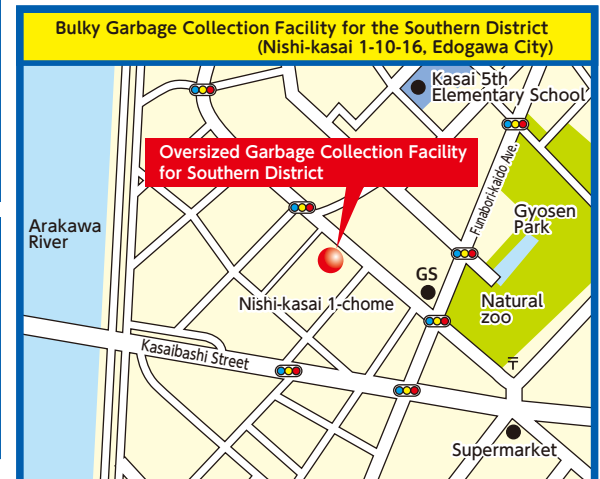 Bulky Garbage Collection Facility for the Southern District
(Nishi-kasai 1-10-16, Edogawa City)
Kasai 5th
Elementary School
Oversized Garbage Collection Facility
for Southern District
Funabori-kaido Ave.
Gyosen
Park
Arakawa
River
GS
Nishi-kasai 1-chome
Natural
zoo
Kasaibashi Street
〒
Supermarket